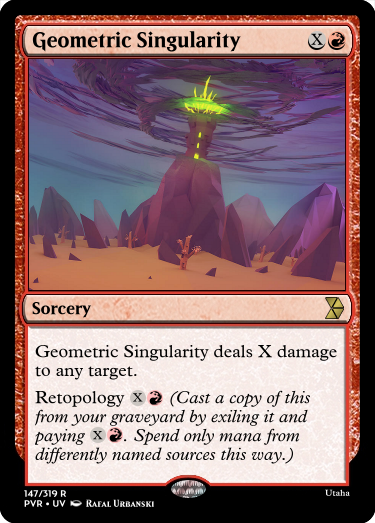 Geometric Singularity X
Sorcery
Geometric Singularity deals X damage
to any target.
Retopology X (Cast a copy of this
from your graveyard by exiling it and
paying X . Spend only mana from
differently named sources this way.)
147/319 R Utaha
PVR • UV Rafal Urbanski